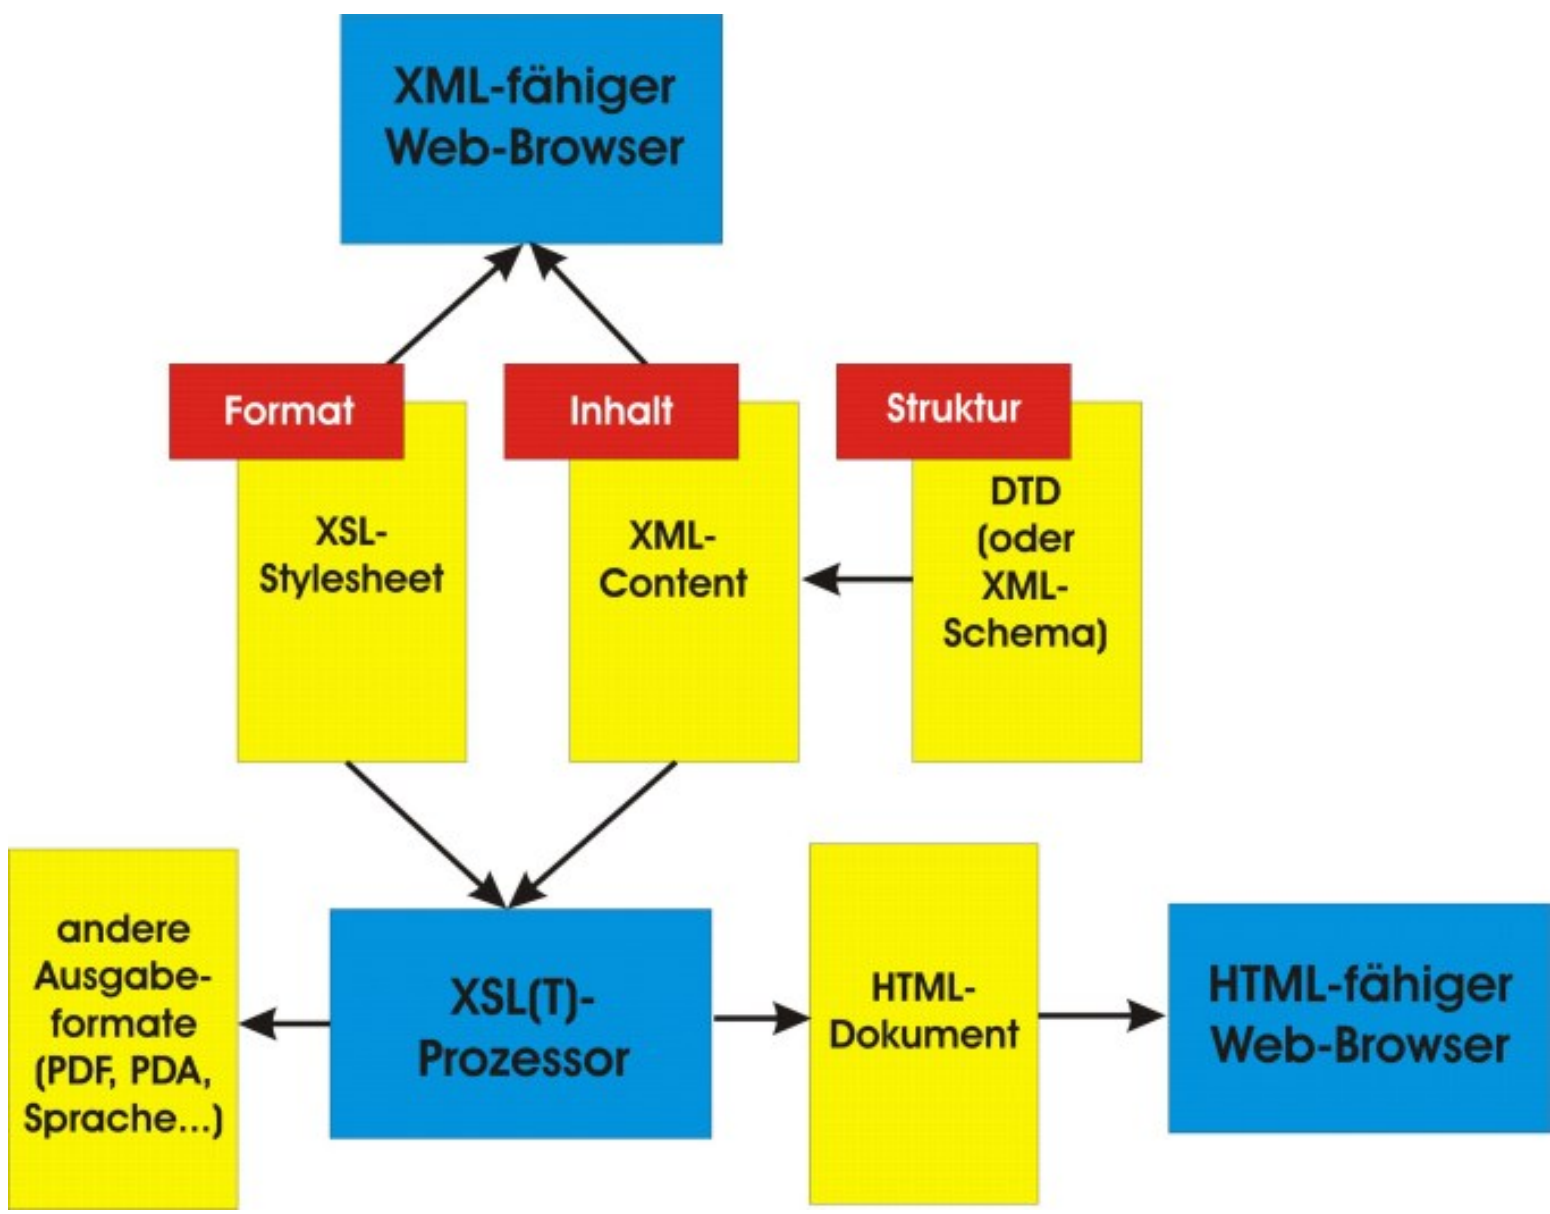 XML-fähiger
Web-Browser
Format
Inhalt
Struktur
XSL-
Stylesheet
XML-
Content
DTD
(oder
XML-
Schema)
andere
Ausgabe-
formate
(PDF, PDA,
Sprache...)
XSL(T)-
Prozessor
HTML-
Dokument
HTML-fähiger
Web-Browser